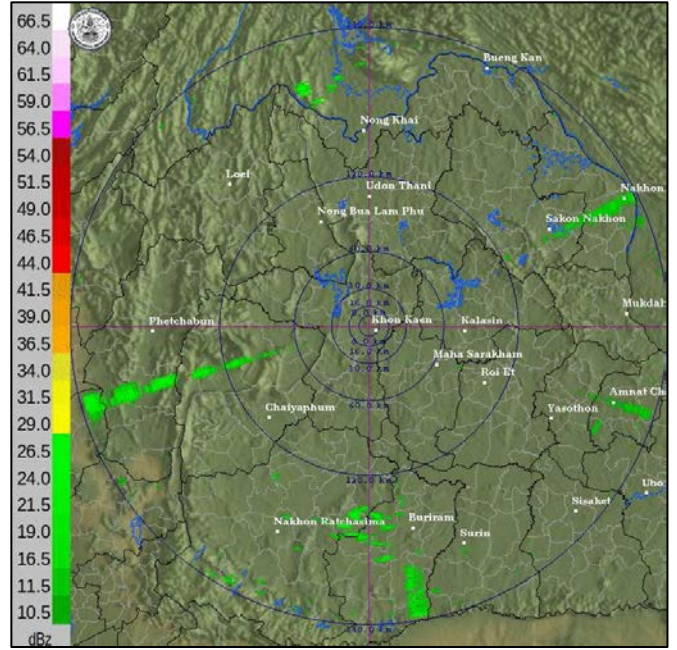 66.5
64.0
61.5
59.0
56.5
54.0
51.5
49.0
46.5
44.0
41.5
39.0
36.5
34.0
31.5
29.0
26.5
24.0
21.5
19.0
16.5
11.5
10.5
dBz
Bueng Kan
Nong Khai
Loei
120.0 km
Udon Thani
Nakhon
Nong Bua Lam Phu
Sakon Nakhon
Mukdah
Phetchabun
Khon Kaen
Kalasin
Maha Sarakham
Roi Et
Amnat Ch
60.0 km
Chaiyaphum
Yasothon
120.0 km
Ubo
Sisaket
Nakhon Ratchasima
Buriram
Surin